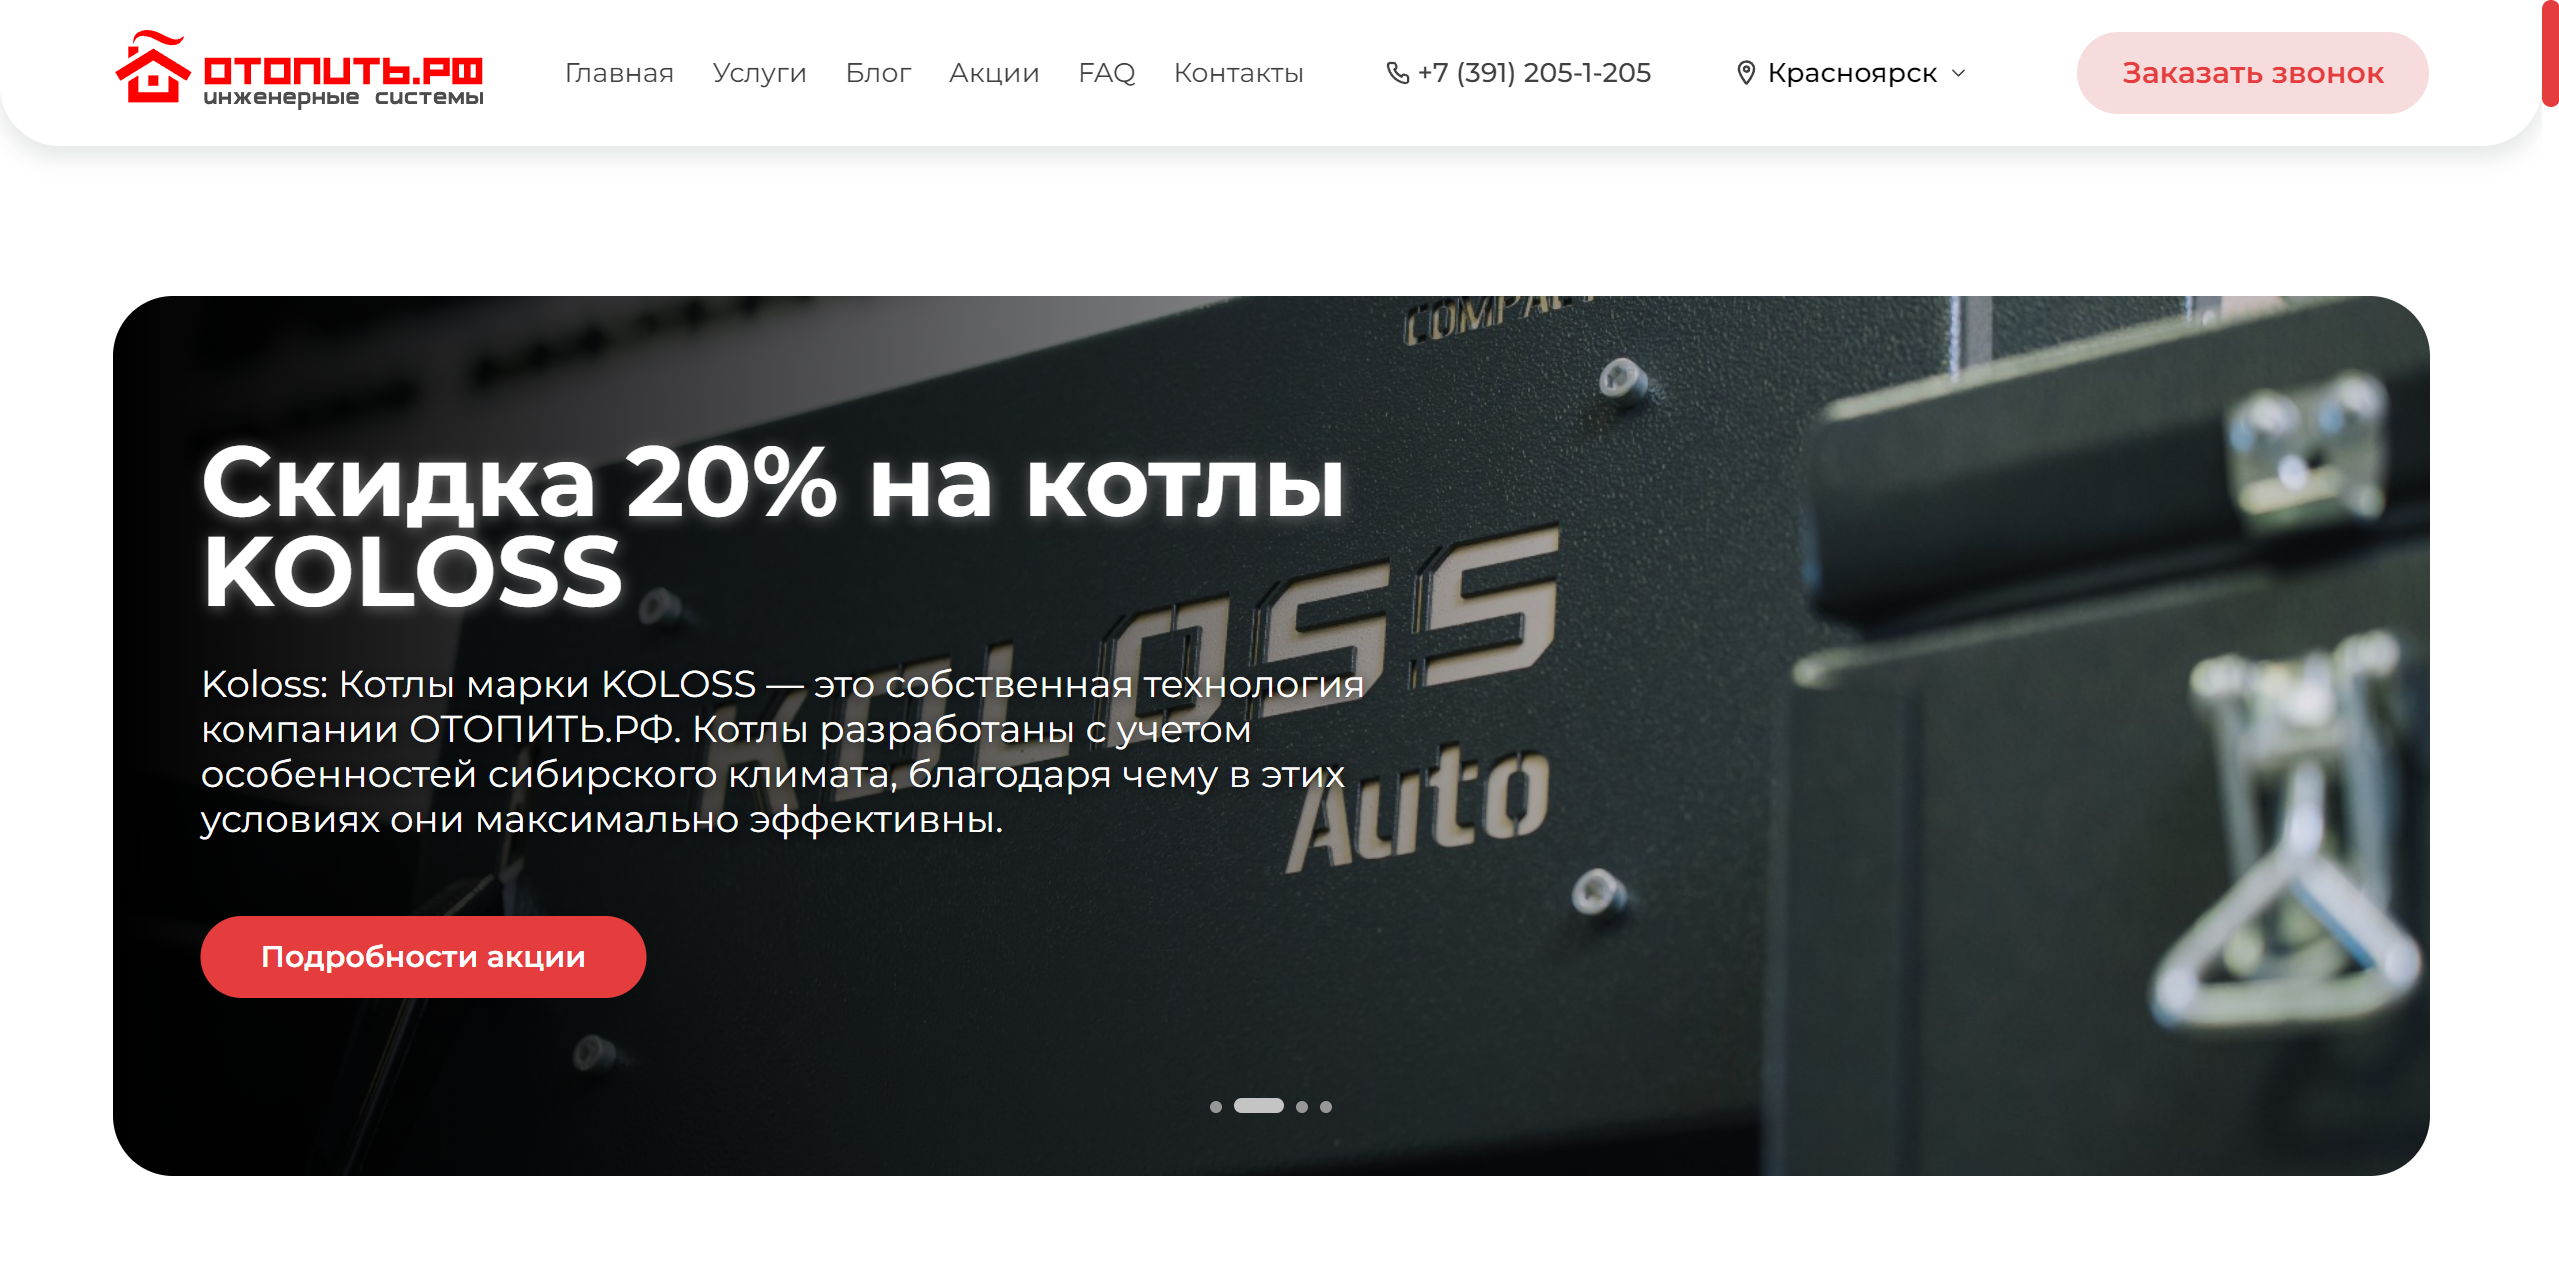 ОТОПИТЬ.РФ
инженерные системы
Главная Услуги Блог Акции FAQ Контакты
+7 (391) 205-1-205
Красноярск
Заказать звонок
COMPACT
Скидка 20% на котлы
KOLOSS
KOLOSS
Auto
Koloss: Котлы марки KOLOSS — это собственная технология
компании ОТОПИТЬ.РФ. Котлы разработаны с учетом
особенностей сибирского климата, благодаря чему в этих
условиях они максимально эффективны.
Подробности акции